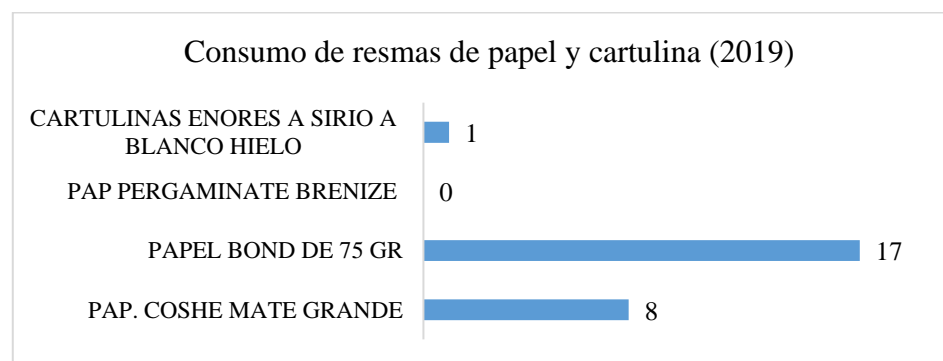 Consumo de resmas de papel y cartulina (2019)
CARTULINAS ENORES A SIRIO A
BLANCO HIELO
1
PAP PERGAMINATE BRENIZE
0
PAPEL BOND DE 75 GR
17
PAP. COSHE MATE GRANDE
8